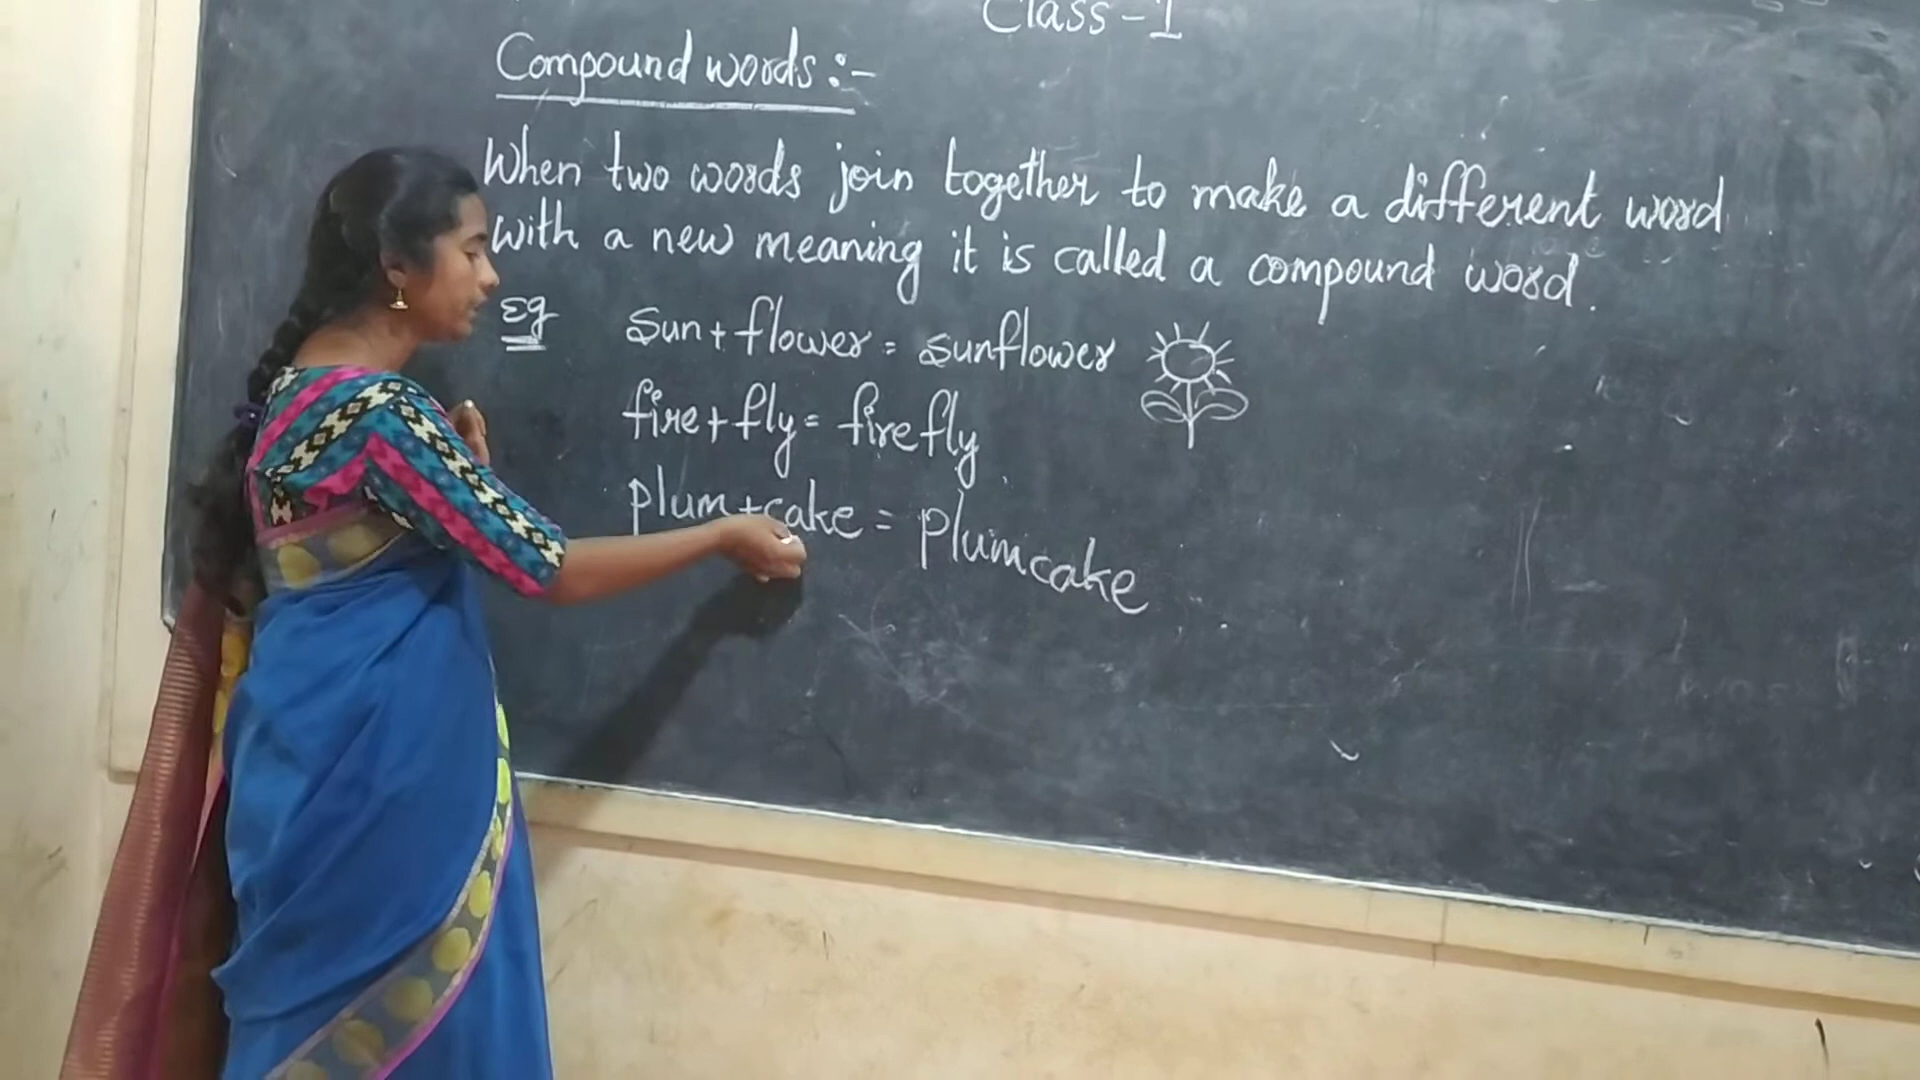 Class-1
Compound words:-
When two words join together to make a different word
with a new meaning it is called a compound word.
Eg sun+flower = sunflower
fire+fly = firefly
plum+cake = plumcake